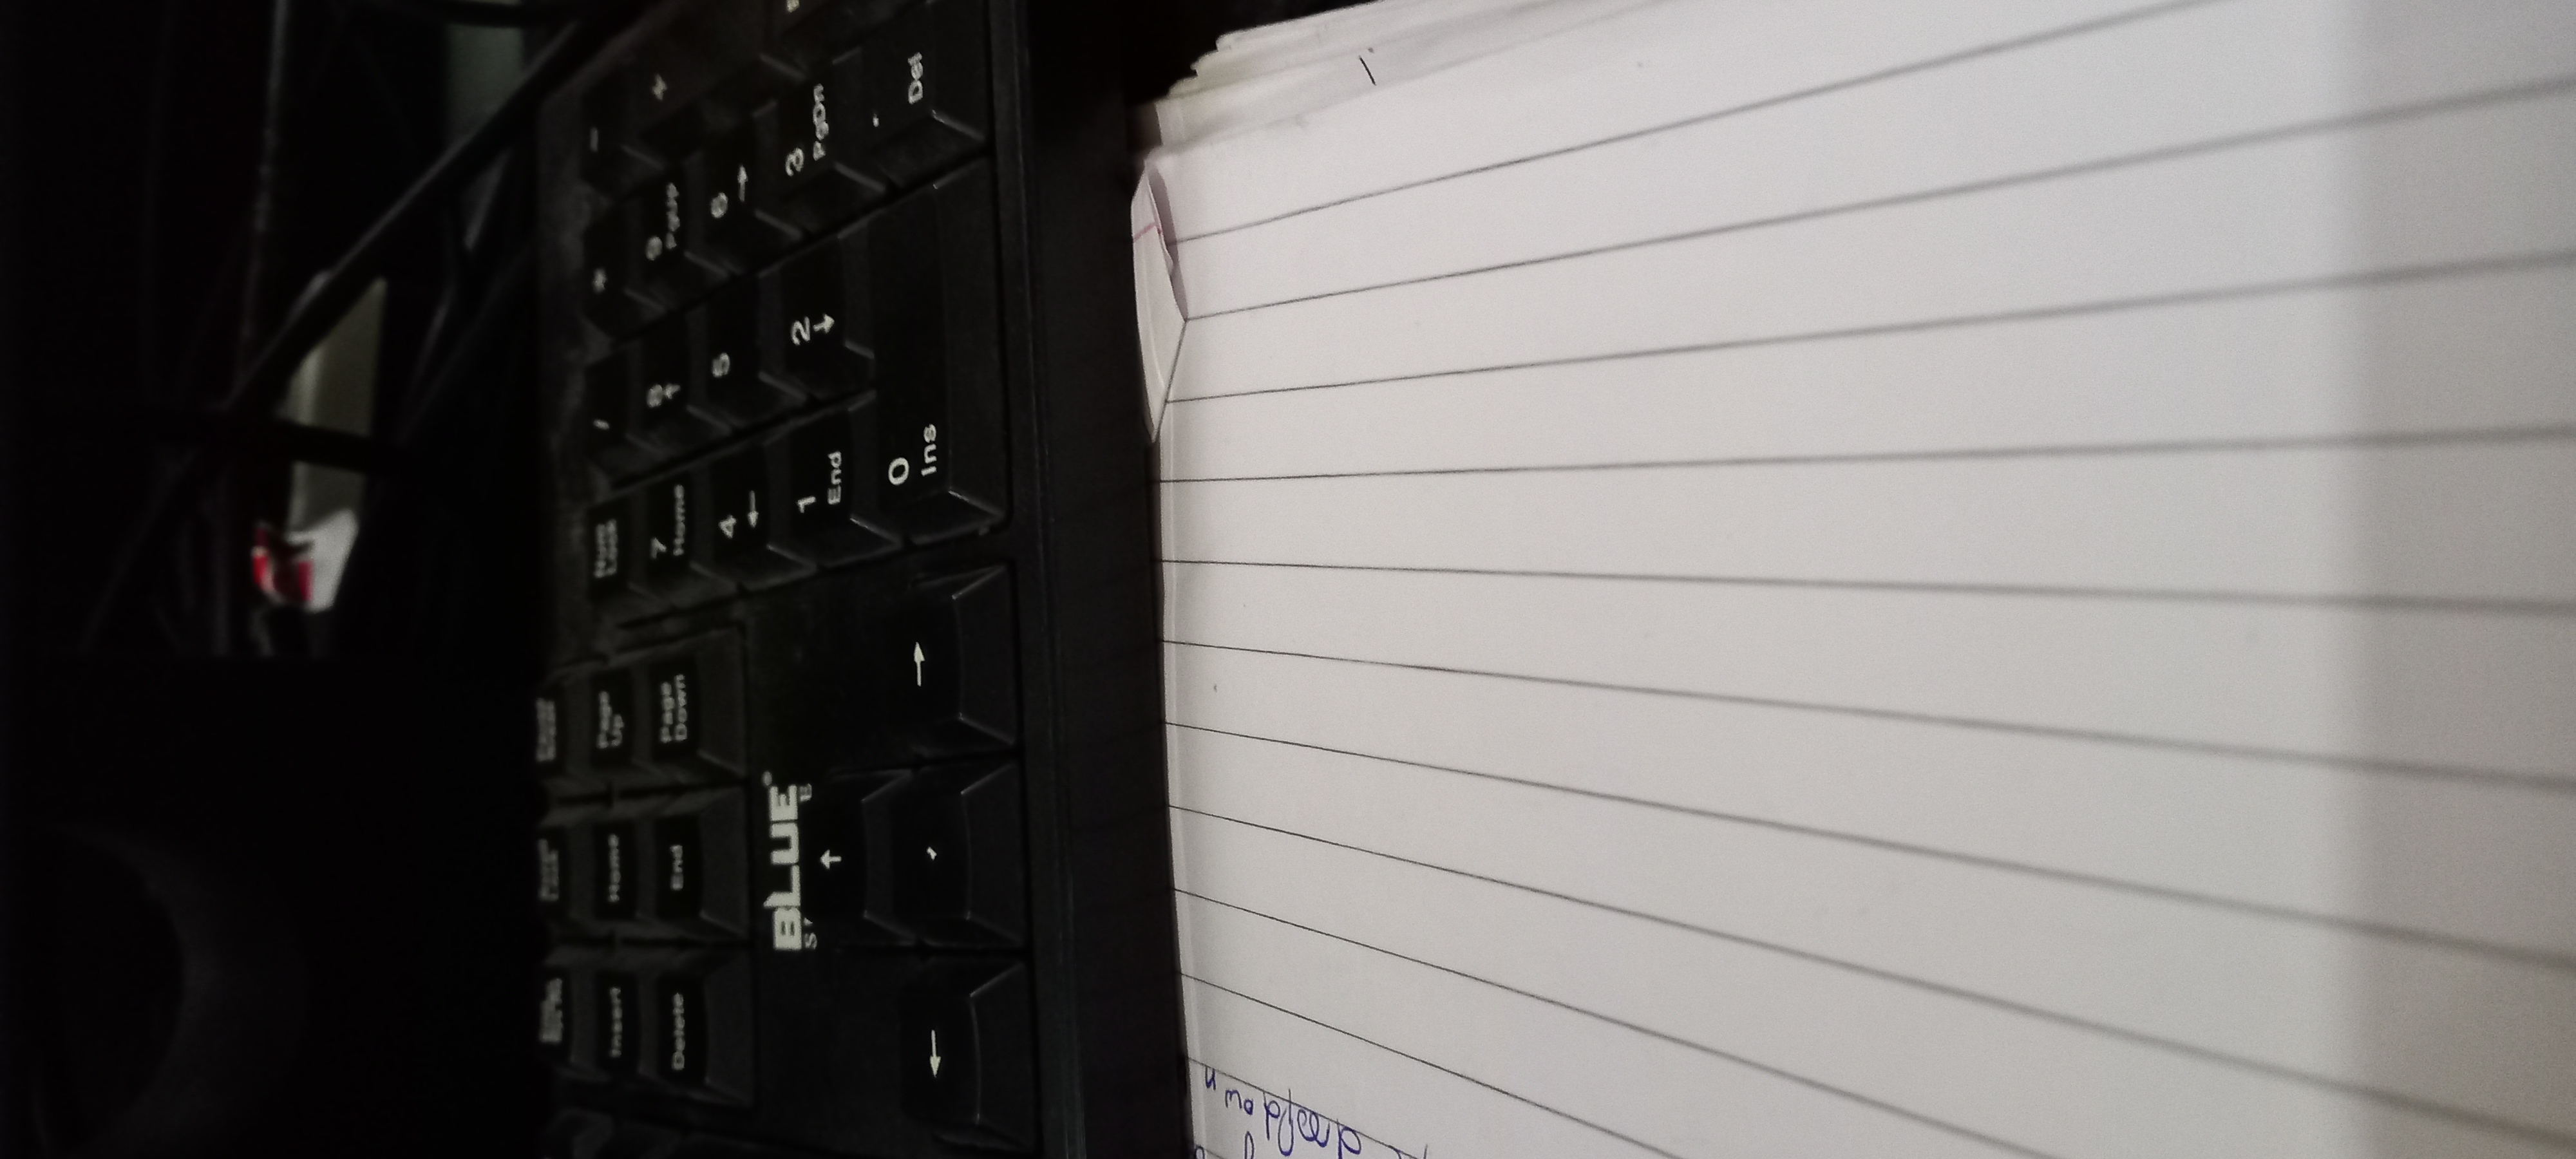 Insert Home Page Up Num Lock / * -
Delete End Page Down 7 Home 8 ↑ 9 PgUp +
4 ← 5 6 →
BLUE
1 End 2 ↓ 3 PgDn
↑
0 Ins . Del
← →
dropdown